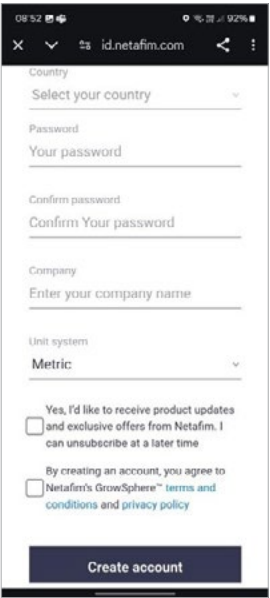 08:52 92%
id.netafim.com
Country
Select your country
Password
Your password
Confirm password
Confirm Your password
Company
Enter your company name
Unit system
Metric
Yes, I'd like to receive product updates
and exclusive offers from Netafim. I
can unsubscribe at a later time
By creating an account, you agree to
Netafim's GrowSphere™ terms and
conditions and privacy policy
Create account